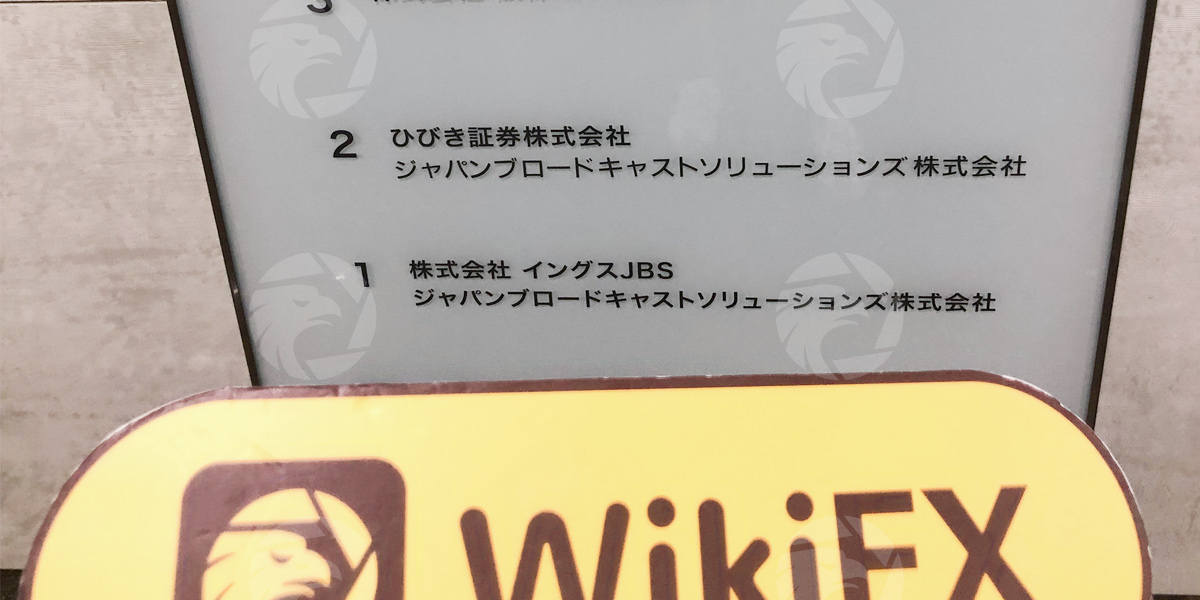 3
2 ひびき証券株式会社
ジャパンブロードキャストソリューションズ株式会社
1 株式会社 イングスJBS
ジャパンブロードキャストソリューションズ株式会社
WikiFX